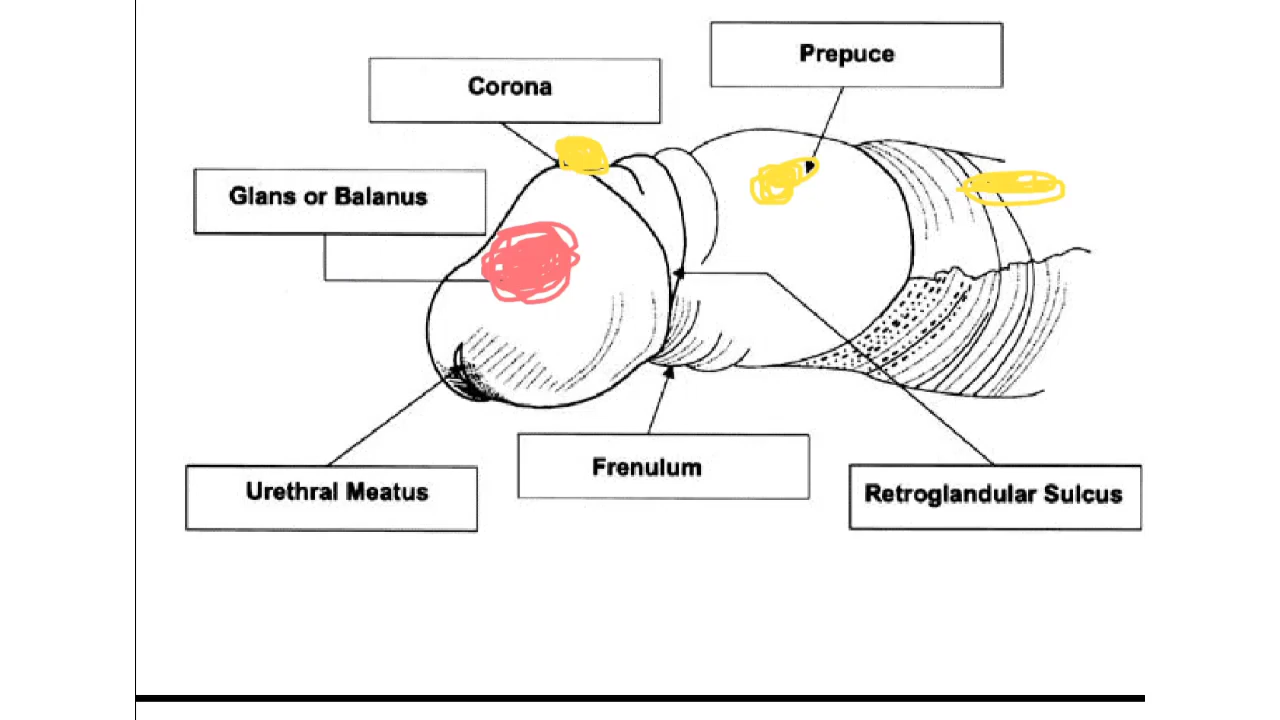 Prepuce
Corona
Glans or Balanus
Frenulum
Urethral Meatus
Retroglandular Sulcus